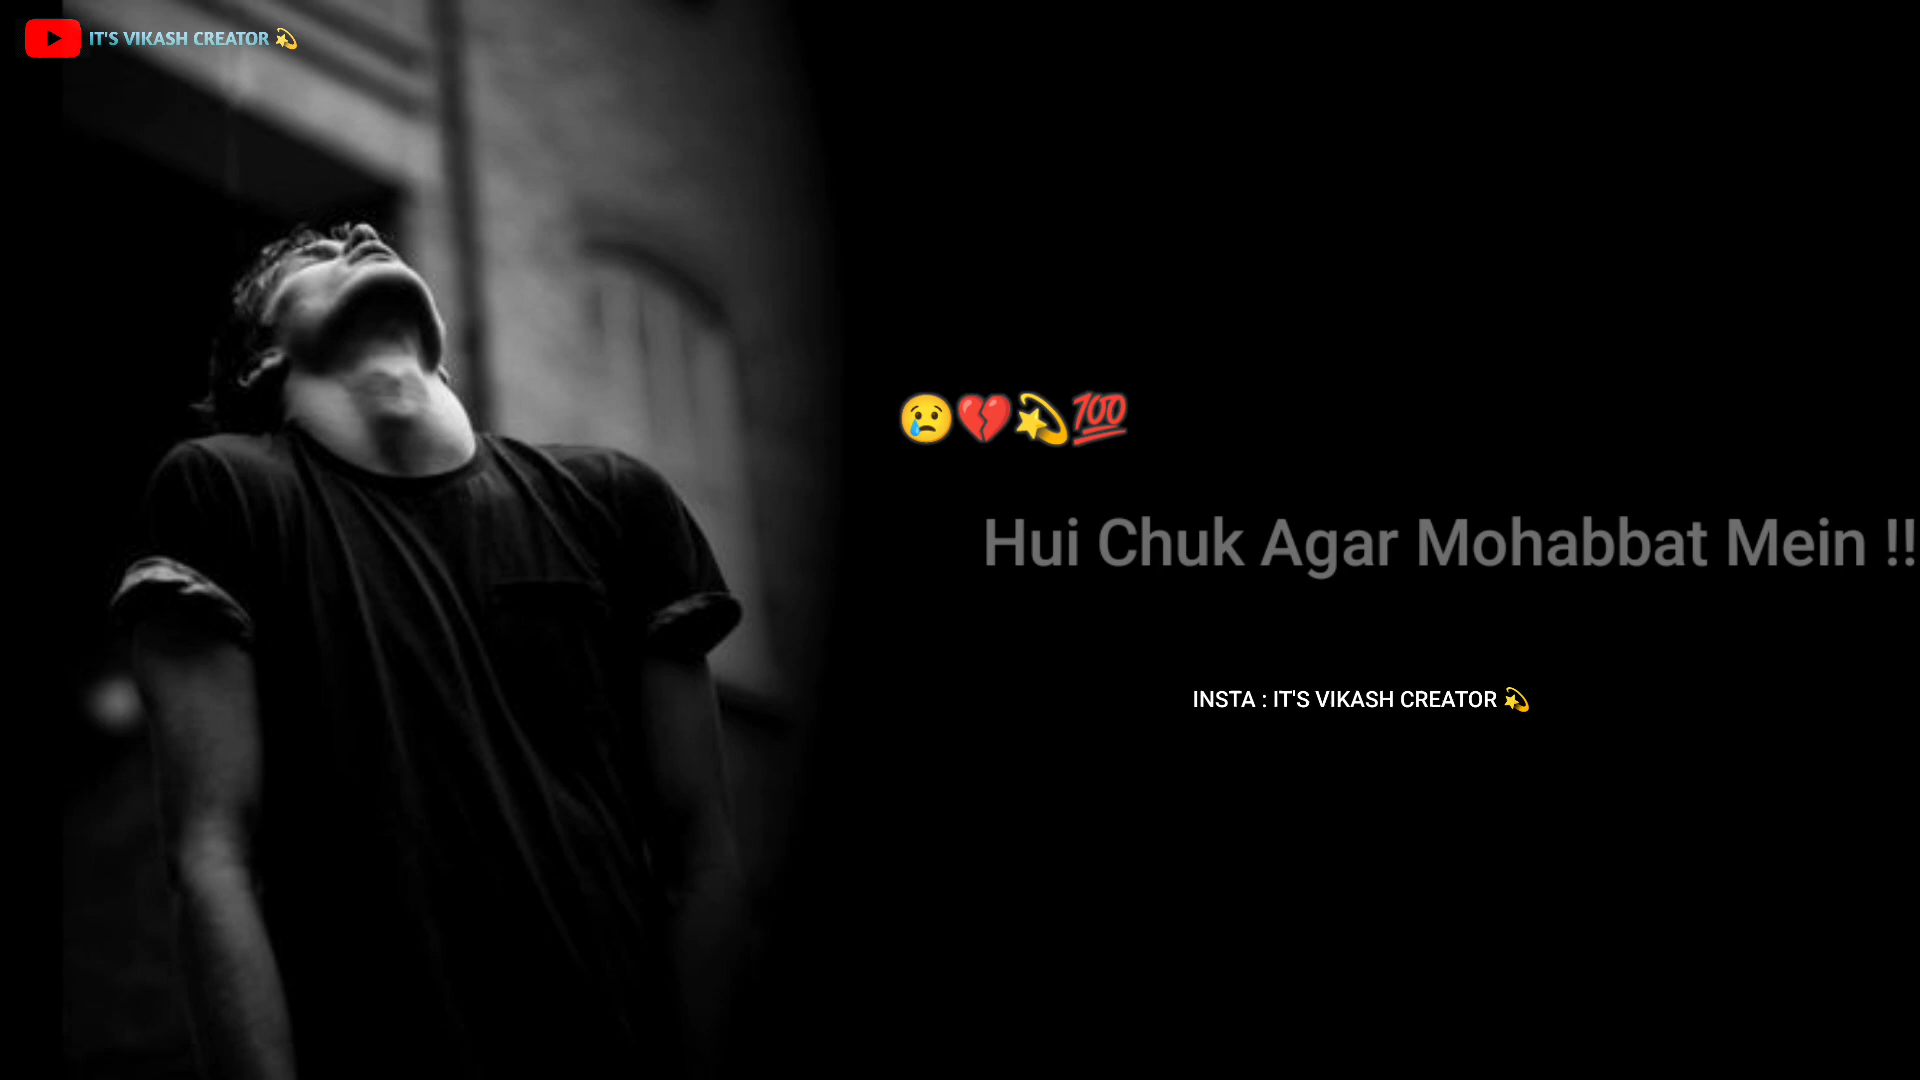 IT'S VIKASH CREATOR 💫
😢💔💫💯
Hui Chuk Agar Mohabbat Mein !!
INSTA : IT'S VIKASH CREATOR 💫